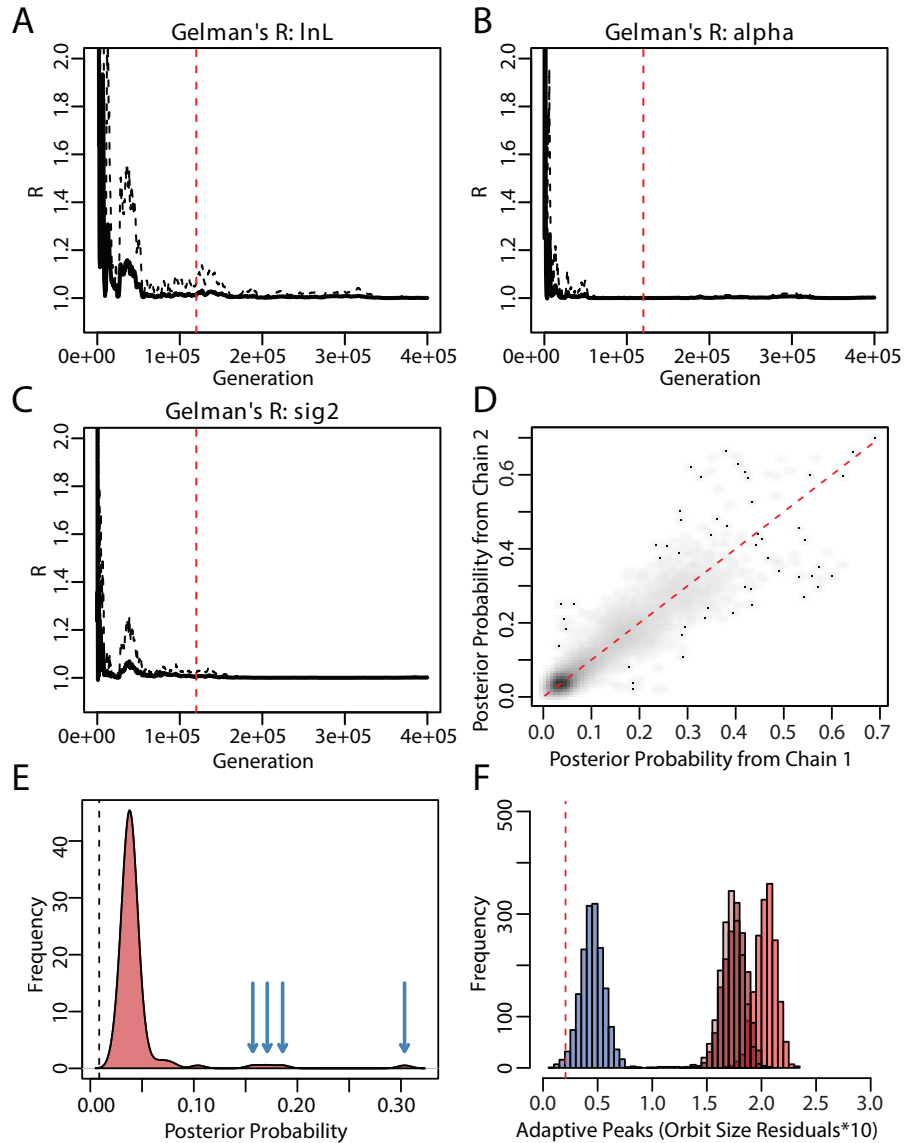 A
Gelman's R: lnL
R
1.0
1.2
1.4
1.6
1.8
2.0
0e+00
1e+05
2e+05
3e+05
4e+05
Generation
B
Gelman's R: alpha
R
1.0
1.2
1.4
1.6
1.8
2.0
0e+00
1e+05
2e+05
3e+05
4e+05
Generation
C
Gelman's R: sig2
R
1.0
1.2
1.4
1.6
1.8
2.0
0e+00
1e+05
2e+05
3e+05
4e+05
Generation
D
Posterior Probability from Chain 2
0.0
0.2
0.4
0.6
0.0
0.1
0.2
0.3
0.4
0.5
0.6
0.7
Posterior Probability from Chain 1
E
Frequency
0
10
20
30
40
0.00
0.10
0.20
0.30
Posterior Probability
F
Frequency
0
100
300
500
0.0
0.5
1.0
1.5
2.0
3.0
Adaptive Peaks (Orbit Size Residuals*10)